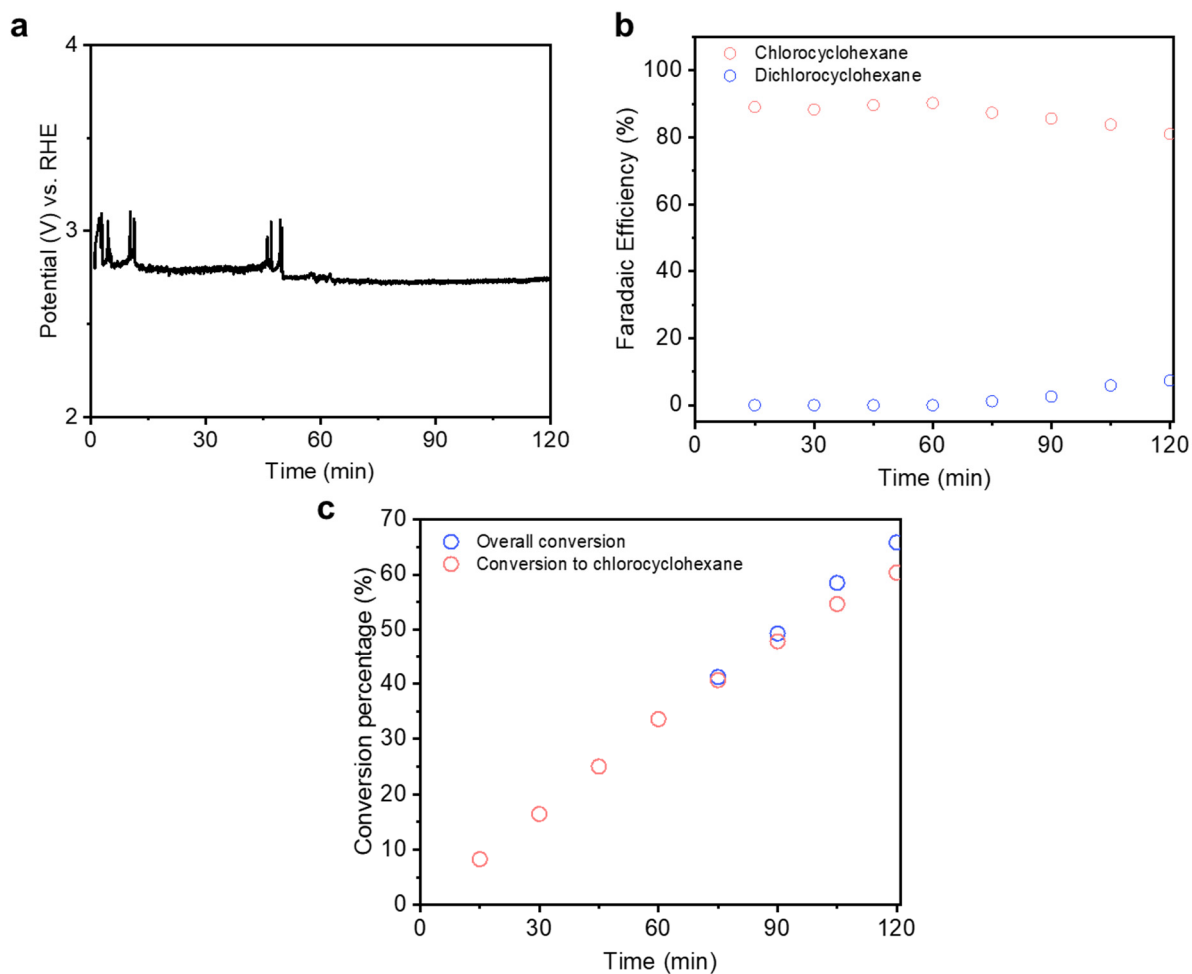 a
4
3
2
Potential (V) vs. RHE
0 30 60 90 120
Time (min)
b
Chlorocyclohexane
Dichlorocyclohexane
100
80
60
40
20
0
Faradaic Efficiency (%)
0 30 60 90 120
Time (min)
c
Overall conversion
Conversion to chlorocyclohexane
70
60
50
40
30
20
10
0
Conversion percentage (%)
0 30 60 90 120
Time (min)